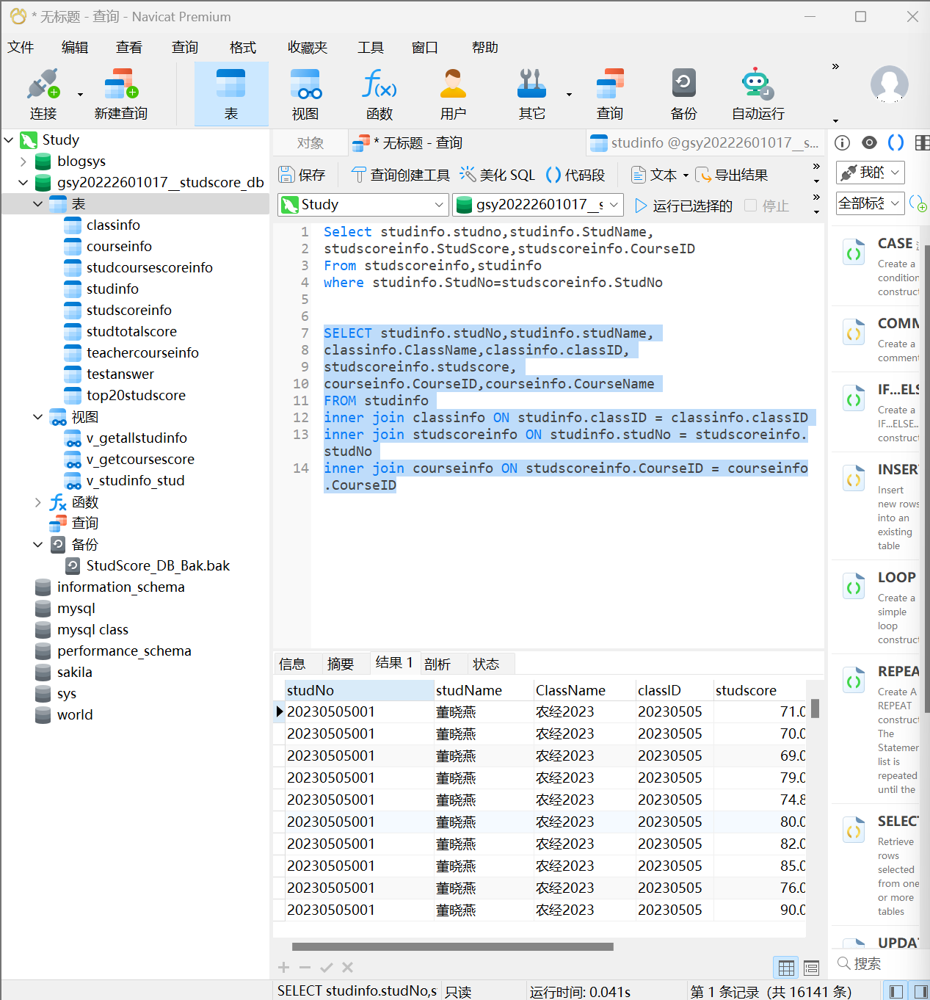 * 无标题 - 查询 - Navicat Premium
文件 编辑 查看 查询 格式 收藏夹 工具 窗口 帮助
连接 新建查询 表 视图 函数 用户 其它 查询 备份 自动运行
Study
blogsys
gsy20222601017__studscore_db
表
classinfo
courseinfo
studcoursescoreinfo
studinfo
studscoreinfo
studtotalscore
teachercourseinfo
testanswer
top20studscore
视图
v_getallstudinfo
v_getcoursescore
v_studinfo_stud
函数
查询
备份
StudScore_DB_Bak.bak
information_schema
mysql
mysql class
performance_schema
sakila
sys
world
对象 * 无标题 - 查询 studinfo @gsy20222601017__s...
保存 查询创建工具 美化 SQL 代码段 文本 导出结果
Study gsy20222601017__s 运行已选择的 停止
1 Select studinfo.studno,studinfo.StudName,
2 studscoreinfo.StudScore,studscoreinfo.CourseID
3 From studscoreinfo,studinfo
4 where studinfo.StudNo=studscoreinfo.StudNo
5
6
7 SELECT studinfo.studNo,studinfo.studName,
8 classinfo.ClassName,classinfo.classID,
9 studscoreinfo.studscore,
10 courseinfo.CourseID,courseinfo.CourseName
11 FROM studinfo
12 inner join classinfo ON studinfo.classID = classinfo.classID
13 inner join studscoreinfo ON studinfo.studNo = studscoreinfo.
studNo
14 inner join courseinfo ON studscoreinfo.CourseID = courseinfo
.CourseID
信息 摘要 结果 1 剖析 状态
studNo studName ClassName classID studscore
20230505001 董晓燕 农经2023 20230505 71.0
20230505001 董晓燕 农经2023 20230505 70.0
20230505001 董晓燕 农经2023 20230505 69.0
20230505001 董晓燕 农经2023 20230505 79.0
20230505001 董晓燕 农经2023 20230505 74.8
20230505001 董晓燕 农经2023 20230505 80.0
20230505001 董晓燕 农经2023 20230505 82.0
20230505001 董晓燕 农经2023 20230505 85.0
20230505001 董晓燕 农经2023 20230505 76.0
20230505001 董晓燕 农经2023 20230505 90.0
SELECT studinfo.studNo,s 只读 运行时间: 0.041s 第 1 条记录 (共 16141 条)
我的
全部标签
CASE
Create a
condition
construct
COMM
Create a
comment
IF...ELS
Create a
IF...ELSE...
construct
INSERT
Insert
new rows
into an
existing
table
LOOP
Create a
simple
loop
construct
REPEA
Create A
REPEAT
construct
The
Statemer
list is
repeated
until the
SELECT
Retrieve
rows
selected
from one
or more
tables
UPDAT
搜索